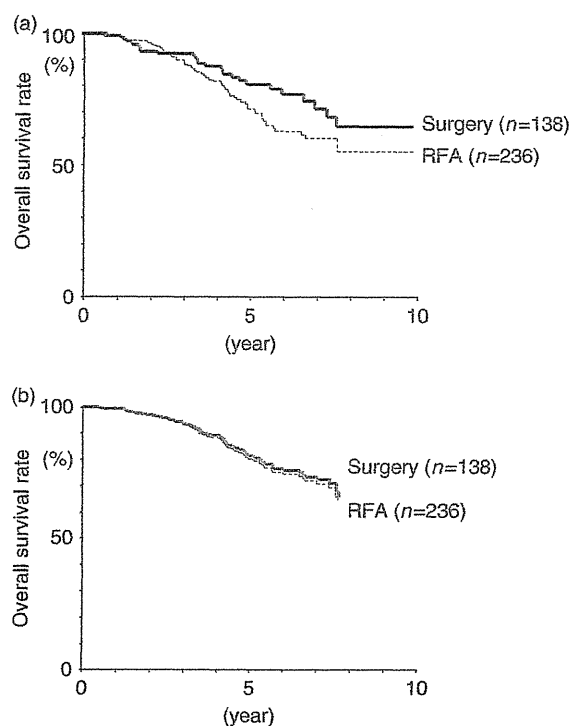 (a)
100
(%)
50
0
Overall survival rate
Surgery (n=138)
RFA (n=236)
0 5 10
(year)
(b)
100
(%)
50
0
Overall survival rate
Surgery (n=138)
RFA (n=236)
0 5 10
(year)